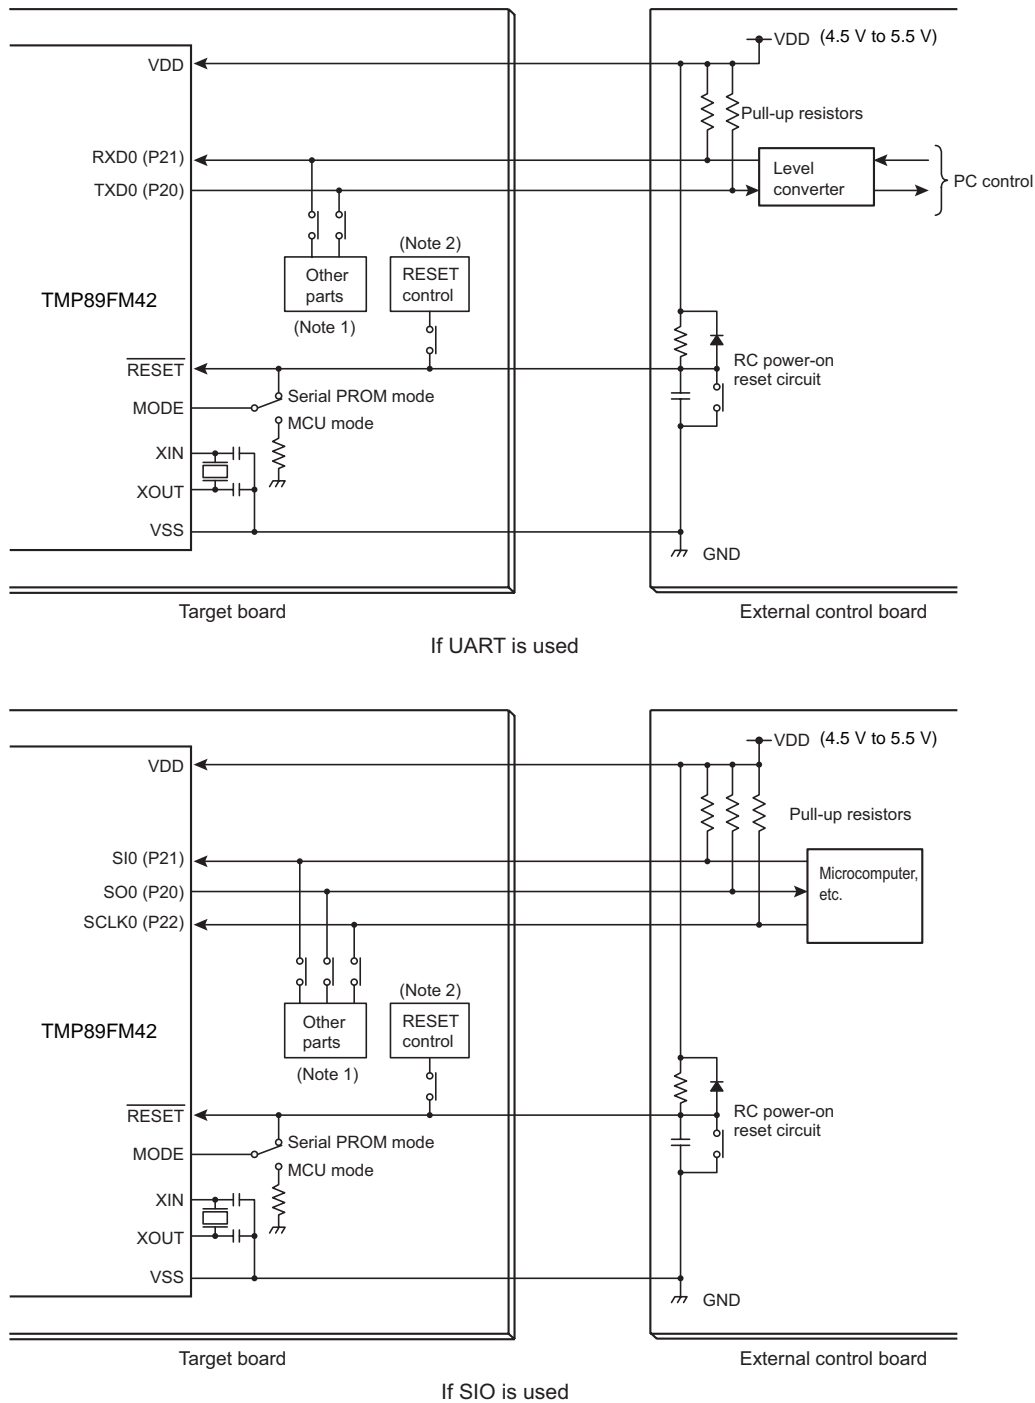 VDD (4.5 V to 5.5 V)
VDD
Pull-up resistors
RXD0 (P21)
TXD0 (P20)
Level
converter
PC control
(Note 2)
Other
parts
RESET
control
TMP89FM42
(Note 1)
RESET
RC power-on
reset circuit
Serial PROM mode
MODE
MCU mode
XIN
XOUT
VSS
GND
Target board
External control board
If UART is used
VDD (4.5 V to 5.5 V)
VDD
Pull-up resistors
SI0 (P21)
SO0 (P20)
SCLK0 (P22)
Microcomputer,
etc.
(Note 2)
Other
parts
RESET
control
TMP89FM42
(Note 1)
RESET
RC power-on
reset circuit
Serial PROM mode
MODE
MCU mode
XIN
XOUT
VSS
GND
Target board
External control board
If SIO is used